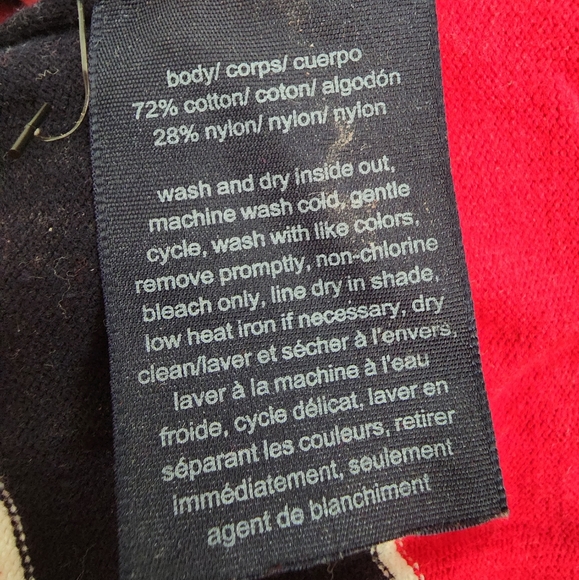 body/ corps/ cuerpo
72% cotton/ coton/ algodón
28% nylon/ nylon/ nylon
wash and dry inside out,
machine wash cold, gentle
cycle, wash with like colors,
remove promptly, non-chlorine
bleach only, line dry in shade,
low heat iron if necessary, dry
clean/laver et sécher à l'envers,
laver à la machine à l'eau
froide, cycle délicat, laver en
séparant les couleurs, retirer
immédiatement, seulement
agent de blanchiment